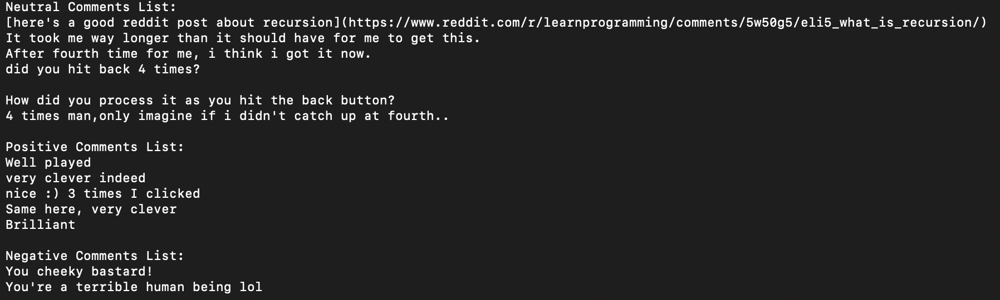 Neutral Comments List:
[here's a good reddit post about recursion](https://www.reddit.com/r/learnprogramming/comments/5w50g5/eli5_what_is_recursion/)
It took me way longer than it should have for me to get this.
After fourth time for me, i think i got it now.
did you hit back 4 times?
How did you process it as you hit the back button?
4 times man,only imagine if i didn't catch up at fourth..
Positive Comments List:
Well played
very clever indeed
nice :) 3 times I clicked
Same here, very clever
Brilliant
Negative Comments List:
You cheeky bastard!
You're a terrible human being lol